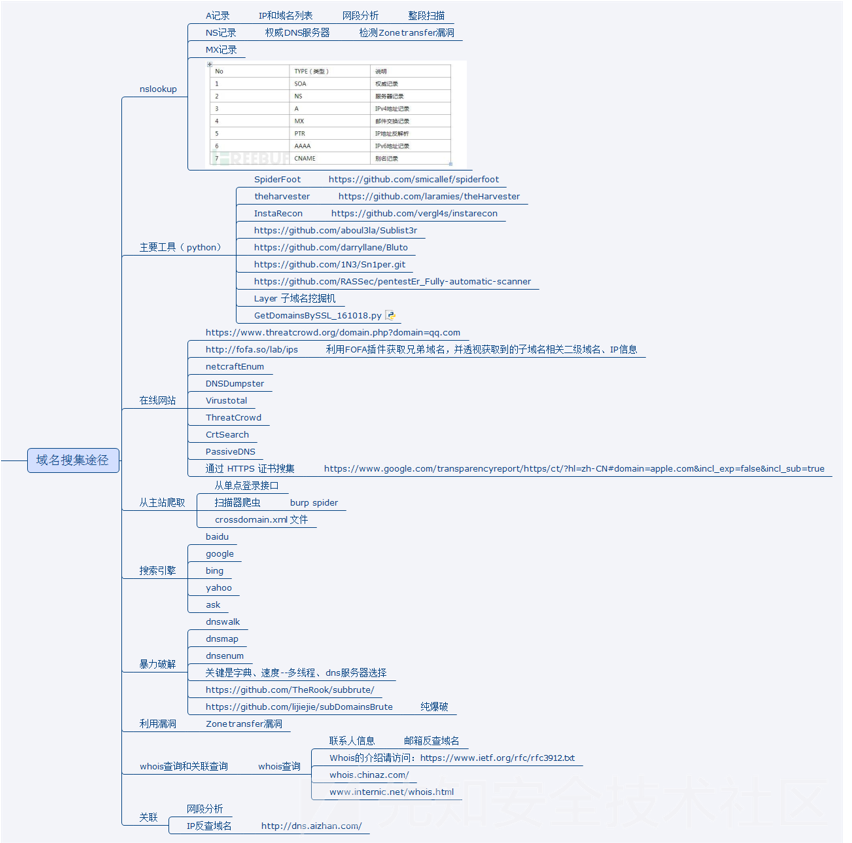 域名搜集途径
nslookup
A记录 IP和域名列表 网段分析 整段扫描
NS记录 权威DNS服务器 检测Zonetransfer漏洞
MX记录
No TYPE（类型） 说明
1 SOA 权威记录
2 NS 服务器记录
3 A IPv4地址记录
4 MX 邮件交换记录
5 PTR IP地址反解析
6 AAAA IPv6地址记录
7 CNAME 别名记录
FREEBUF
主要工具（ python）
SpiderFoot https://github.com/smicallef/spiderfoot
theharvester https://github.com/laramies/theHarvester
InstaRecon https://github.com/vergl4s/instarecon
https://github.com/aboul3la/Sublist3r
https://github.com/darryllane/Bluto
https://github.com/1N3/Sn1per.git
https://github.com/RASSec/pentestEr_Fully-automatic-scanner
Layer 子域名挖掘机
GetDomainsBySSL_161018.py
在线网站
https://www.threatcrowd.org/domain.php?domain=qq.com
http://fofa.so/lab/ips 利用FOFA插件获取兄弟域名，并透视获取到的子域名相关二级域名、IP信息
netcraftEnum
DNSDumpster
Virustotal
ThreatCrowd
CrtSearch
PassiveDNS
通过 HTTPS 证书搜集 https://www.google.com/transparencyreport/https/ct/?hl=zh-CN#domain=apple.com&incl_exp=false&incl_sub=true
从主站爬取
从单点登录接口
扫描器爬虫 burp spider
crossdomain.xml 文件
搜索引擎
baidu
google
bing
yahoo
ask
暴力破解
dnswalk
dnsmap
dnsenum
关键是字典、速度--多线程、dns服务器选择
https://github.com/TheRook/subbrute/
https://github.com/lijiejie/subDomainsBrute 纯爆破
利用漏洞 Zonetransfer漏洞
whois查询和关联查询 whois查询
联系人信息 邮箱反查域名
Whois的介绍请访问：https://www.ietf.org/rfc/rfc3912.txt
whois.chinaz.com/
www.internic.net/whois.html
关联
网段分析
IP反查域名 http://dns.aizhan.com/
先知安全技术社区